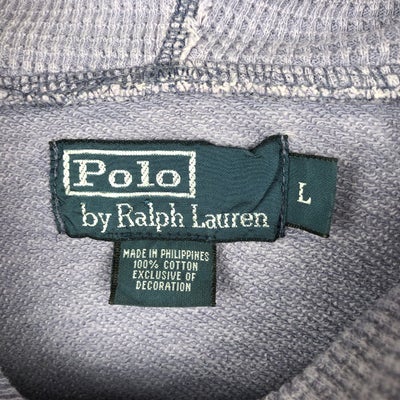 Polo
by Ralph Lauren
L
MADE IN PHILIPPINES
100% COTTON
EXCLUSIVE OF
DECORATION